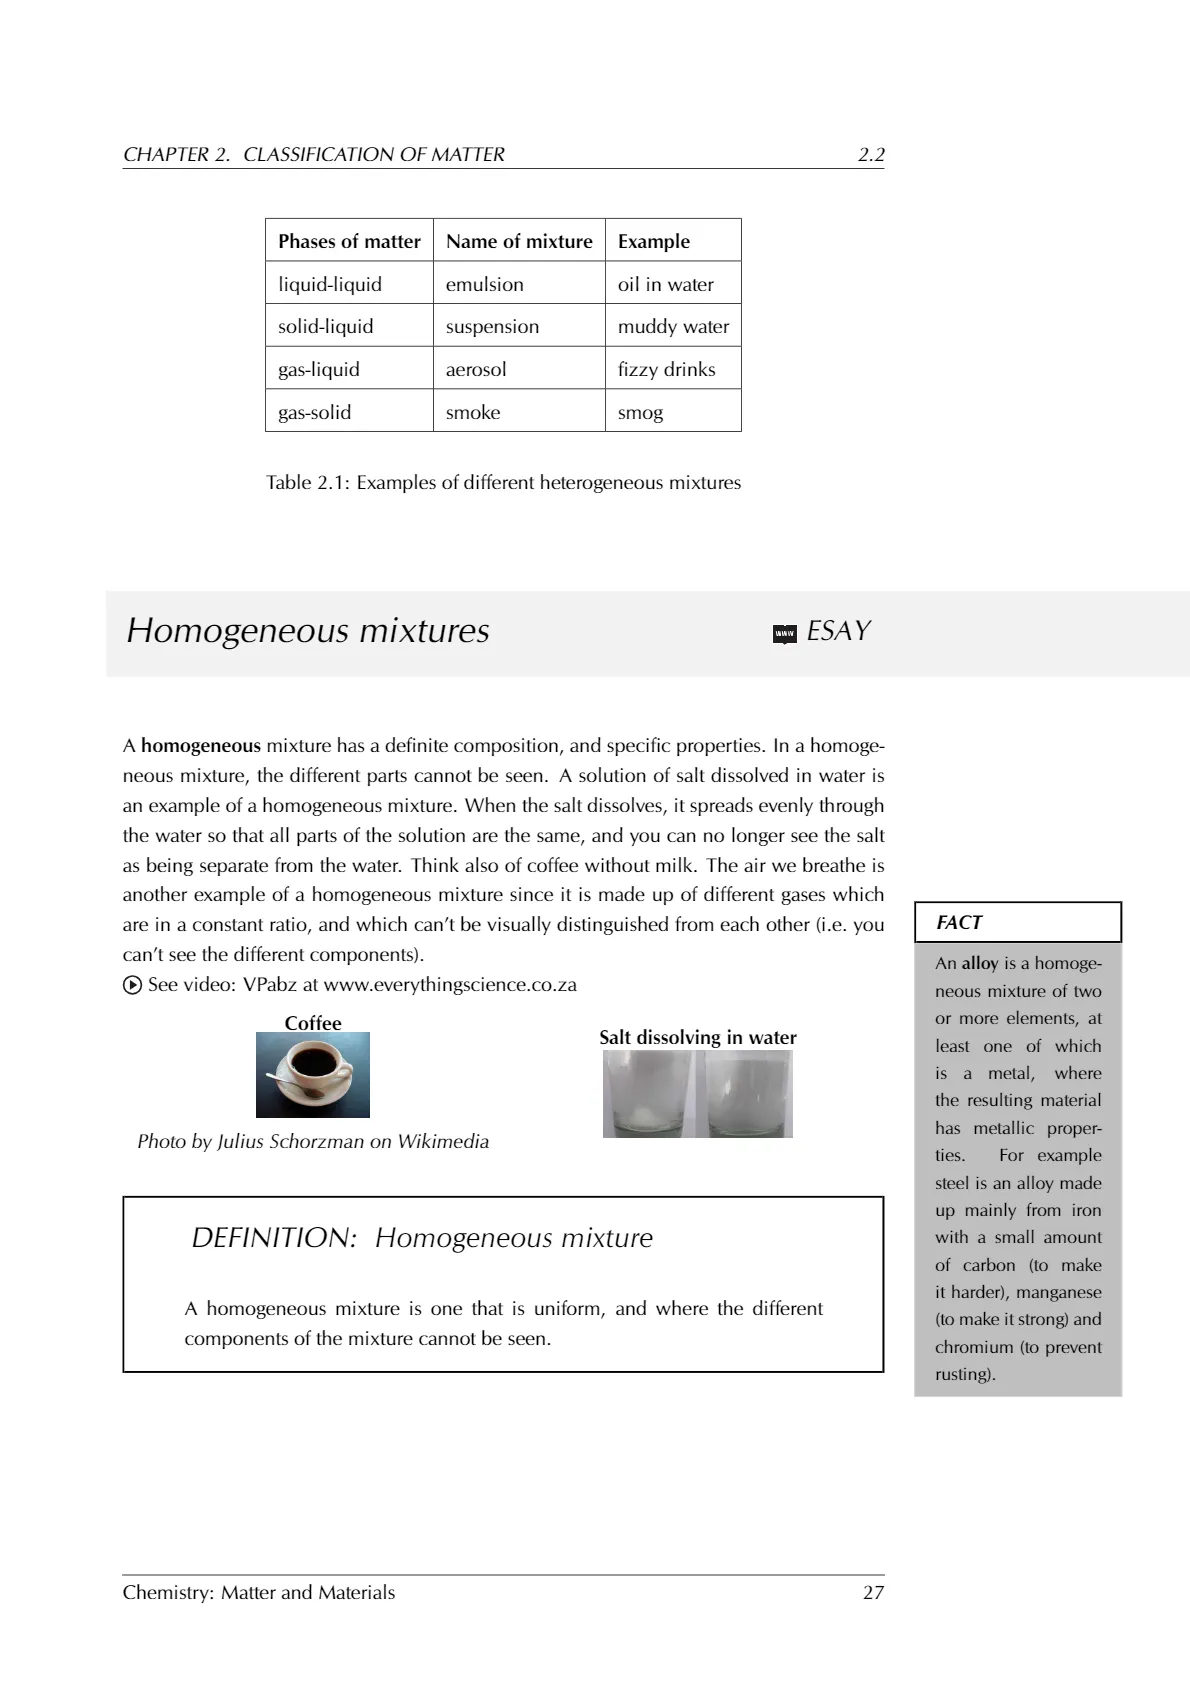 CHAPTER 2. CLASSIFICATION OF MATTER 2.2
Phases of matter Name of mixture Example
liquid-liquid emulsion oil in water
solid-liquid suspension muddy water
gas-liquid aerosol fizzy drinks
gas-solid smoke smog
Table 2.1: Examples of different heterogeneous mixtures
Homogeneous mixtures www ESAY
A homogeneous mixture has a definite composition, and specific properties. In a homoge-
neous mixture, the different parts cannot be seen. A solution of salt dissolved in water is
an example of a homogeneous mixture. When the salt dissolves, it spreads evenly through
the water so that all parts of the solution are the same, and you can no longer see the salt
as being separate from the water. Think also of coffee without milk. The air we breathe is
another example of a homogeneous mixture since it is made up of different gases which
are in a constant ratio, and which can't be visually distinguished from each other (i.e. you
can't see the different components).
See video: VPabz at www.everythingscience.co.za
Coffee
Photo by Julius Schorzman on Wikimedia
Salt dissolving in water
DEFINITION: Homogeneous mixture
A homogeneous mixture is one that is uniform, and where the different
components of the mixture cannot be seen.
FACT
An alloy is a homoge-
neous mixture of two
or more elements, at
least one of which
is a metal, where
the resulting material
has metallic proper-
ties. For example
steel is an alloy made
up mainly from iron
with a small amount
of carbon (to make
it harder), manganese
(to make it strong) and
chromium (to prevent
rusting).
Chemistry: Matter and Materials 27